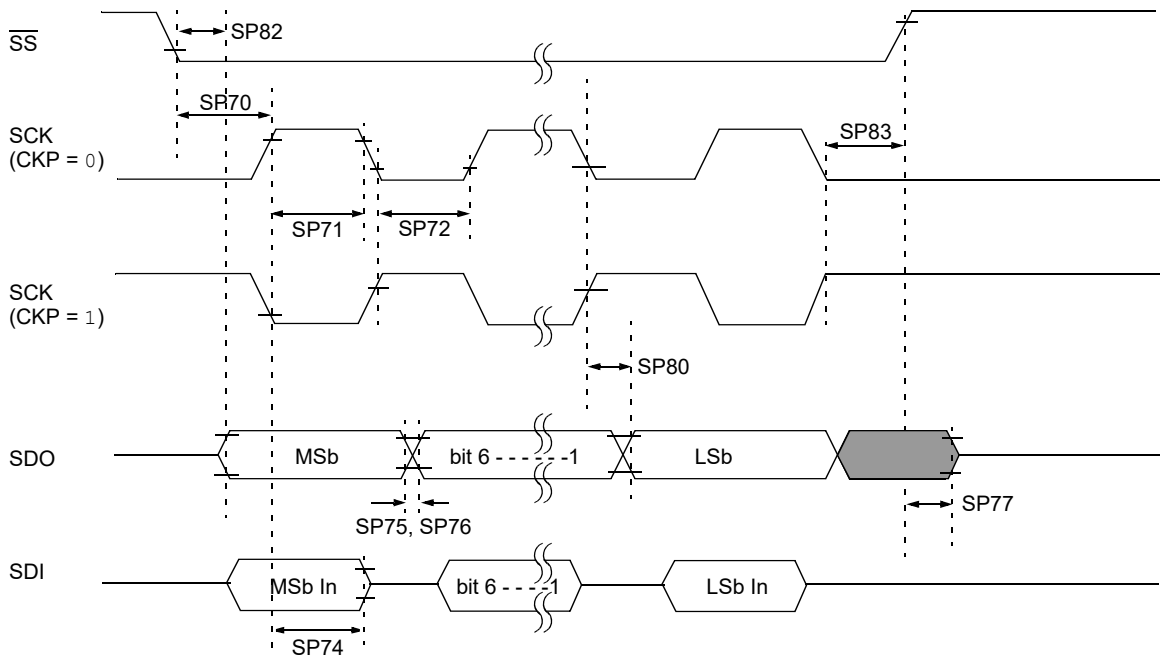 SS
SP82
SP70
SCK
(CKP = 0)
SP83
SP71
SP72
SCK
(CKP = 1)
SP80
SDO
MSb
bit 6 - - - - - -1
LSb
SP75, SP76
SP77
SDI
MSb In
bit 6 - - - -1
LSb In
SP74